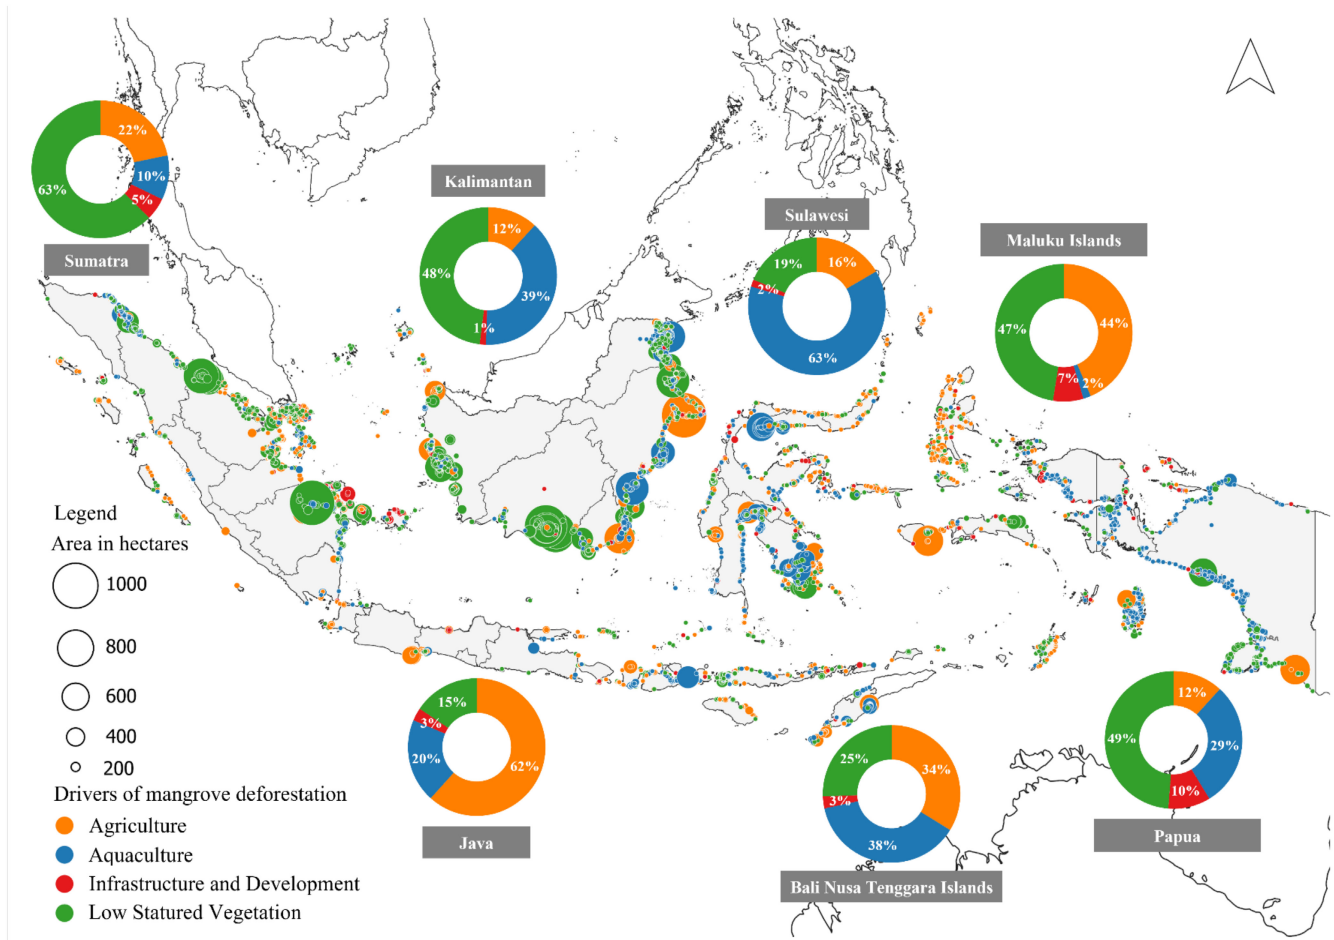 22%
10%
5%
63%
Sumatra
Kalimantan
12%
48%
39%
1%
Sulawesi
19%
16%
2%
63%
Maluku Islands
47%
44%
7%
2%
Legend
Area in hectares
1000
800
600
400
200
Drivers of mangrove deforestation
Agriculture
Aquaculture
Infrastructure and Development
Low Statured Vegetation
15%
3%
20%
62%
Java
25%
34%
3%
38%
Bali Nusa Tenggara Islands
12%
49%
29%
10%
Papua